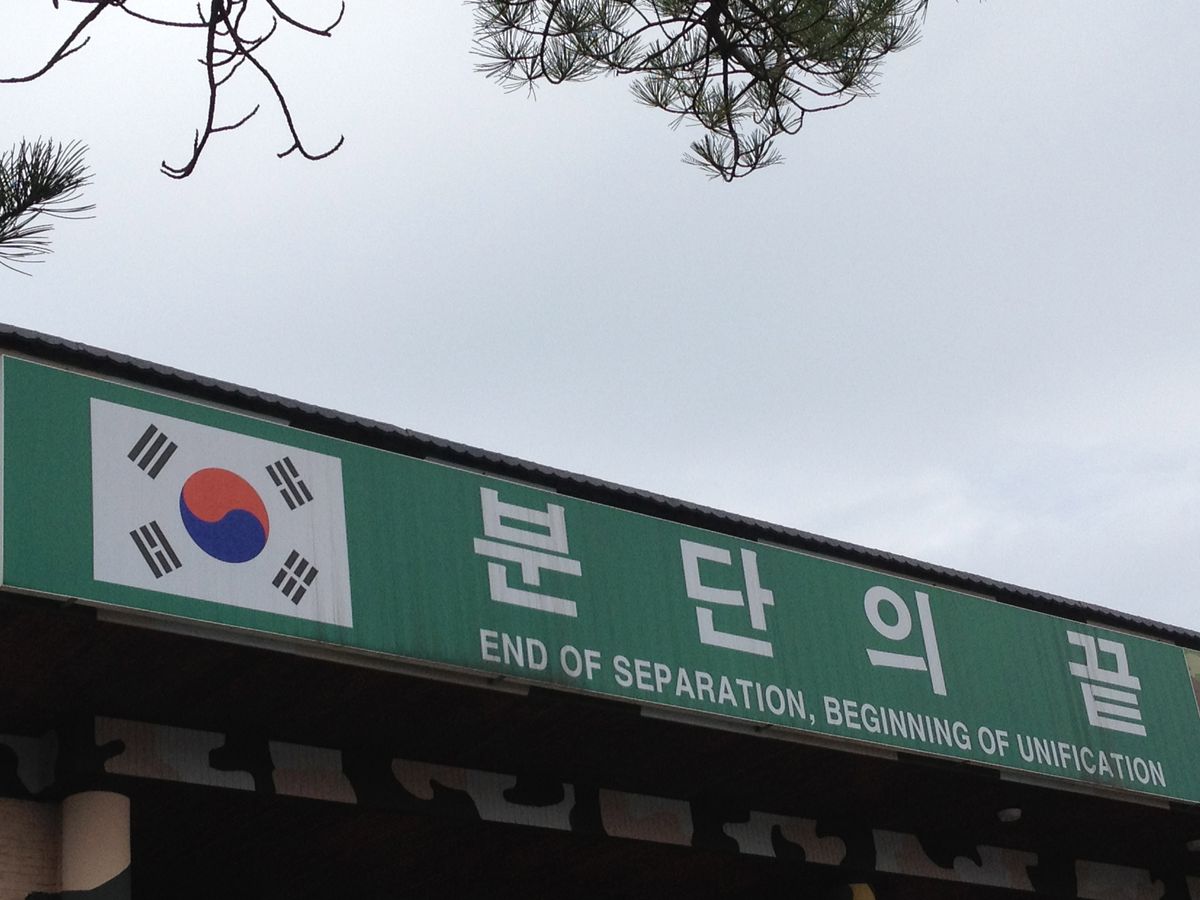 분단의 끝
END OF SEPARATION, BEGINNING OF UNIFICATION